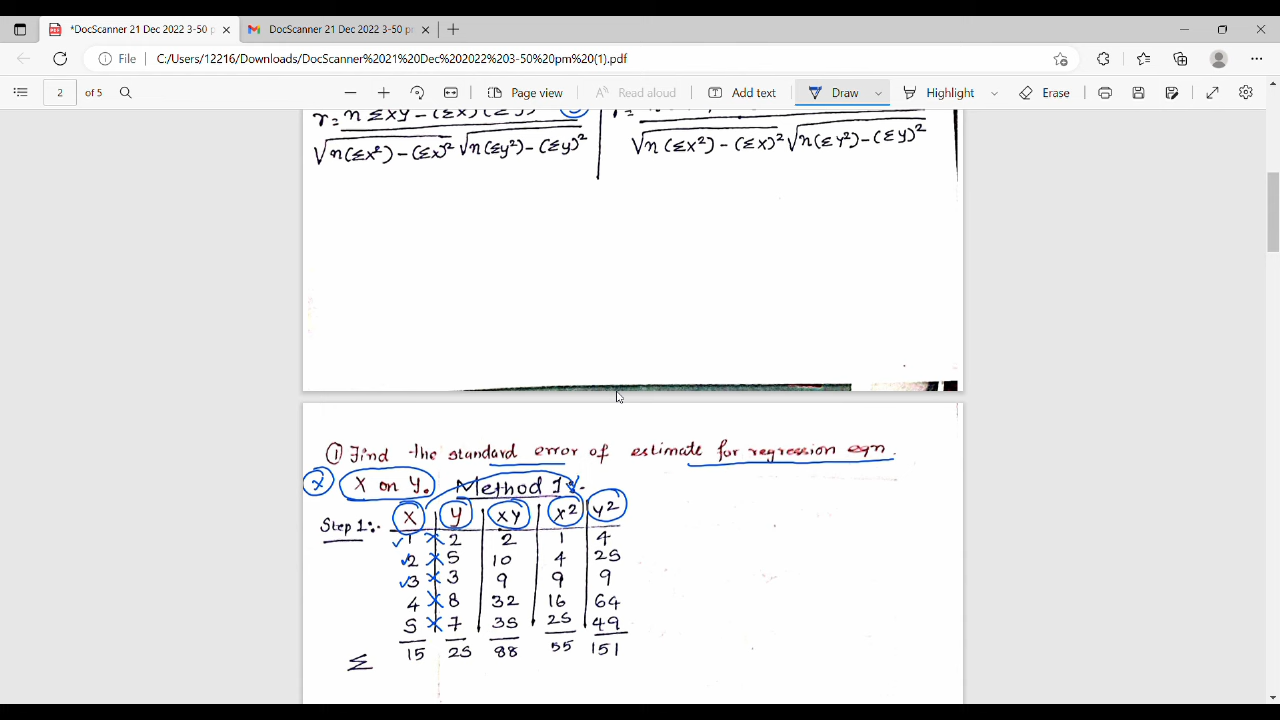 *DocScanner 21 Dec 2022 3-50 p
DocScanner 21 Dec 2022 3-50 pm
File
C:/Users/12216/Downloads/DocScanner%2021%20Dec%202022%203-50%20pm%20(1).pdf
2 of 5
Page view
Read aloud
Add text
Draw
Highlight
Erase
r = n Σxy - (Σx) (Σy)
√n(Σx²) - (Σx)² √n(Σy²) - (Σy)²
√n (Σx²) - (Σx)² √n(Σy²) - (Σy)²
① Find the standard error of estimate for regression eqn.
x X on Y. Method I:-
Step 1:- X y xy x² y²
1 2 2 1 4
2 5 10 4 25
3 3 9 9 9
4 8 32 16 64
5 7 35 25 49
Σ 15 25 88 55 151